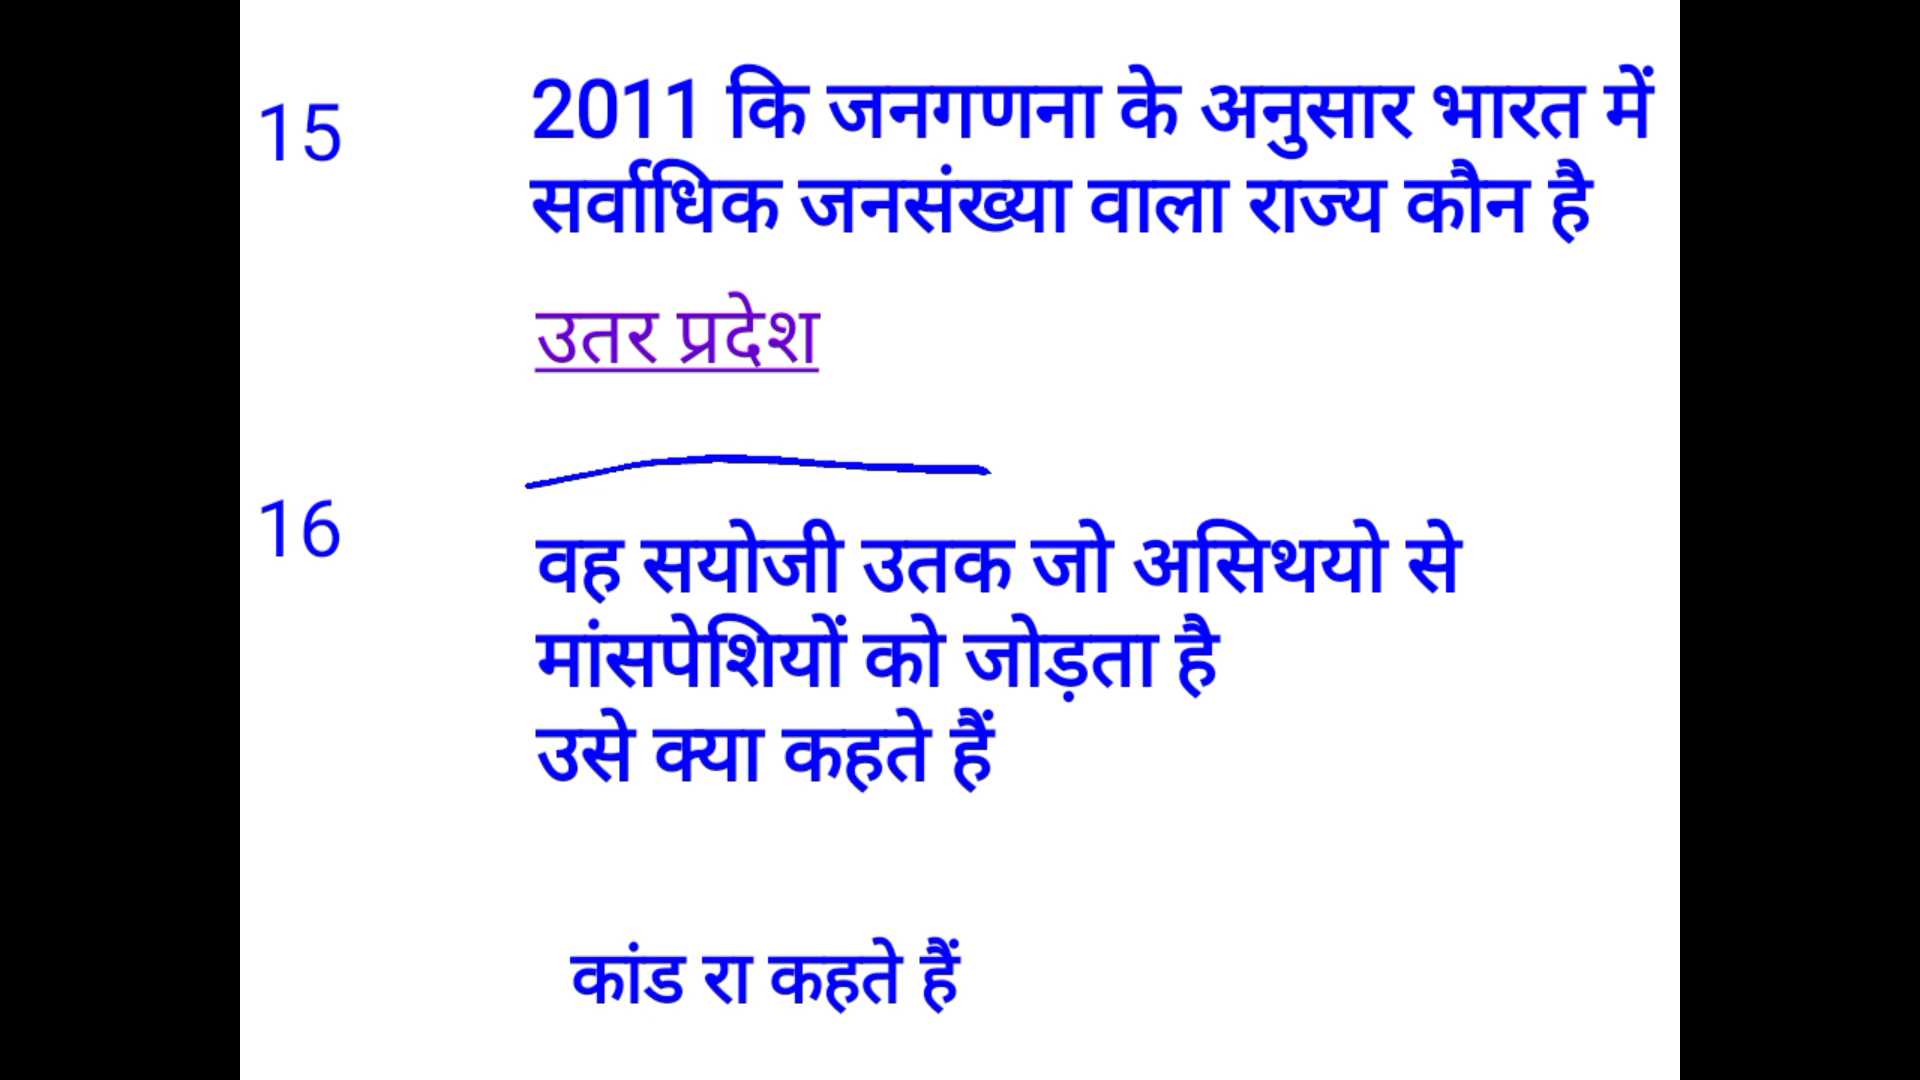 15
2011 कि जनगणना के अनुसार भारत में
सर्वाधिक जनसंख्या वाला राज्य कौन है
उतर प्रदेश
16
वह सयोजी उतक जो असिथयो से
मांसपेशियों को जोड़ता है
उसे क्या कहते हैं
कांड रा कहते हैं